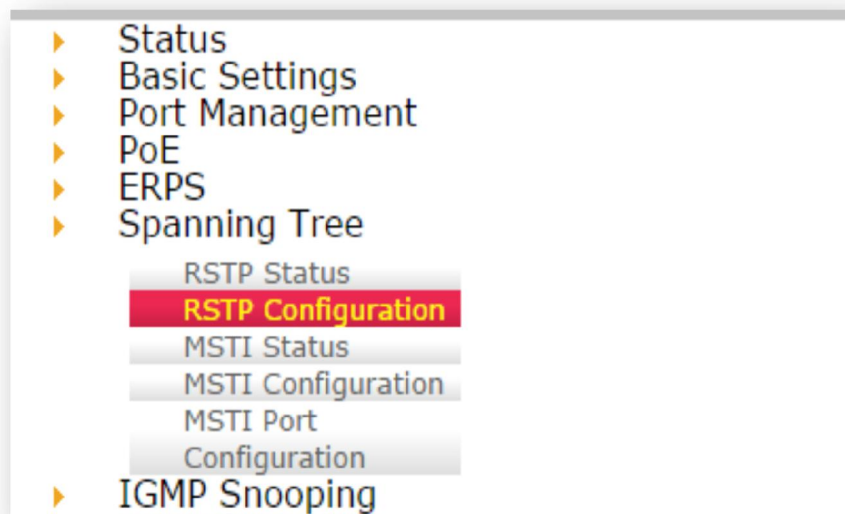 Status
Basic Settings
Port Management
PoE
ERPS
Spanning Tree
RSTP Status
RSTP Configuration
MSTI Status
MSTI Configuration
MSTI Port
Configuration
IGMP Snooping